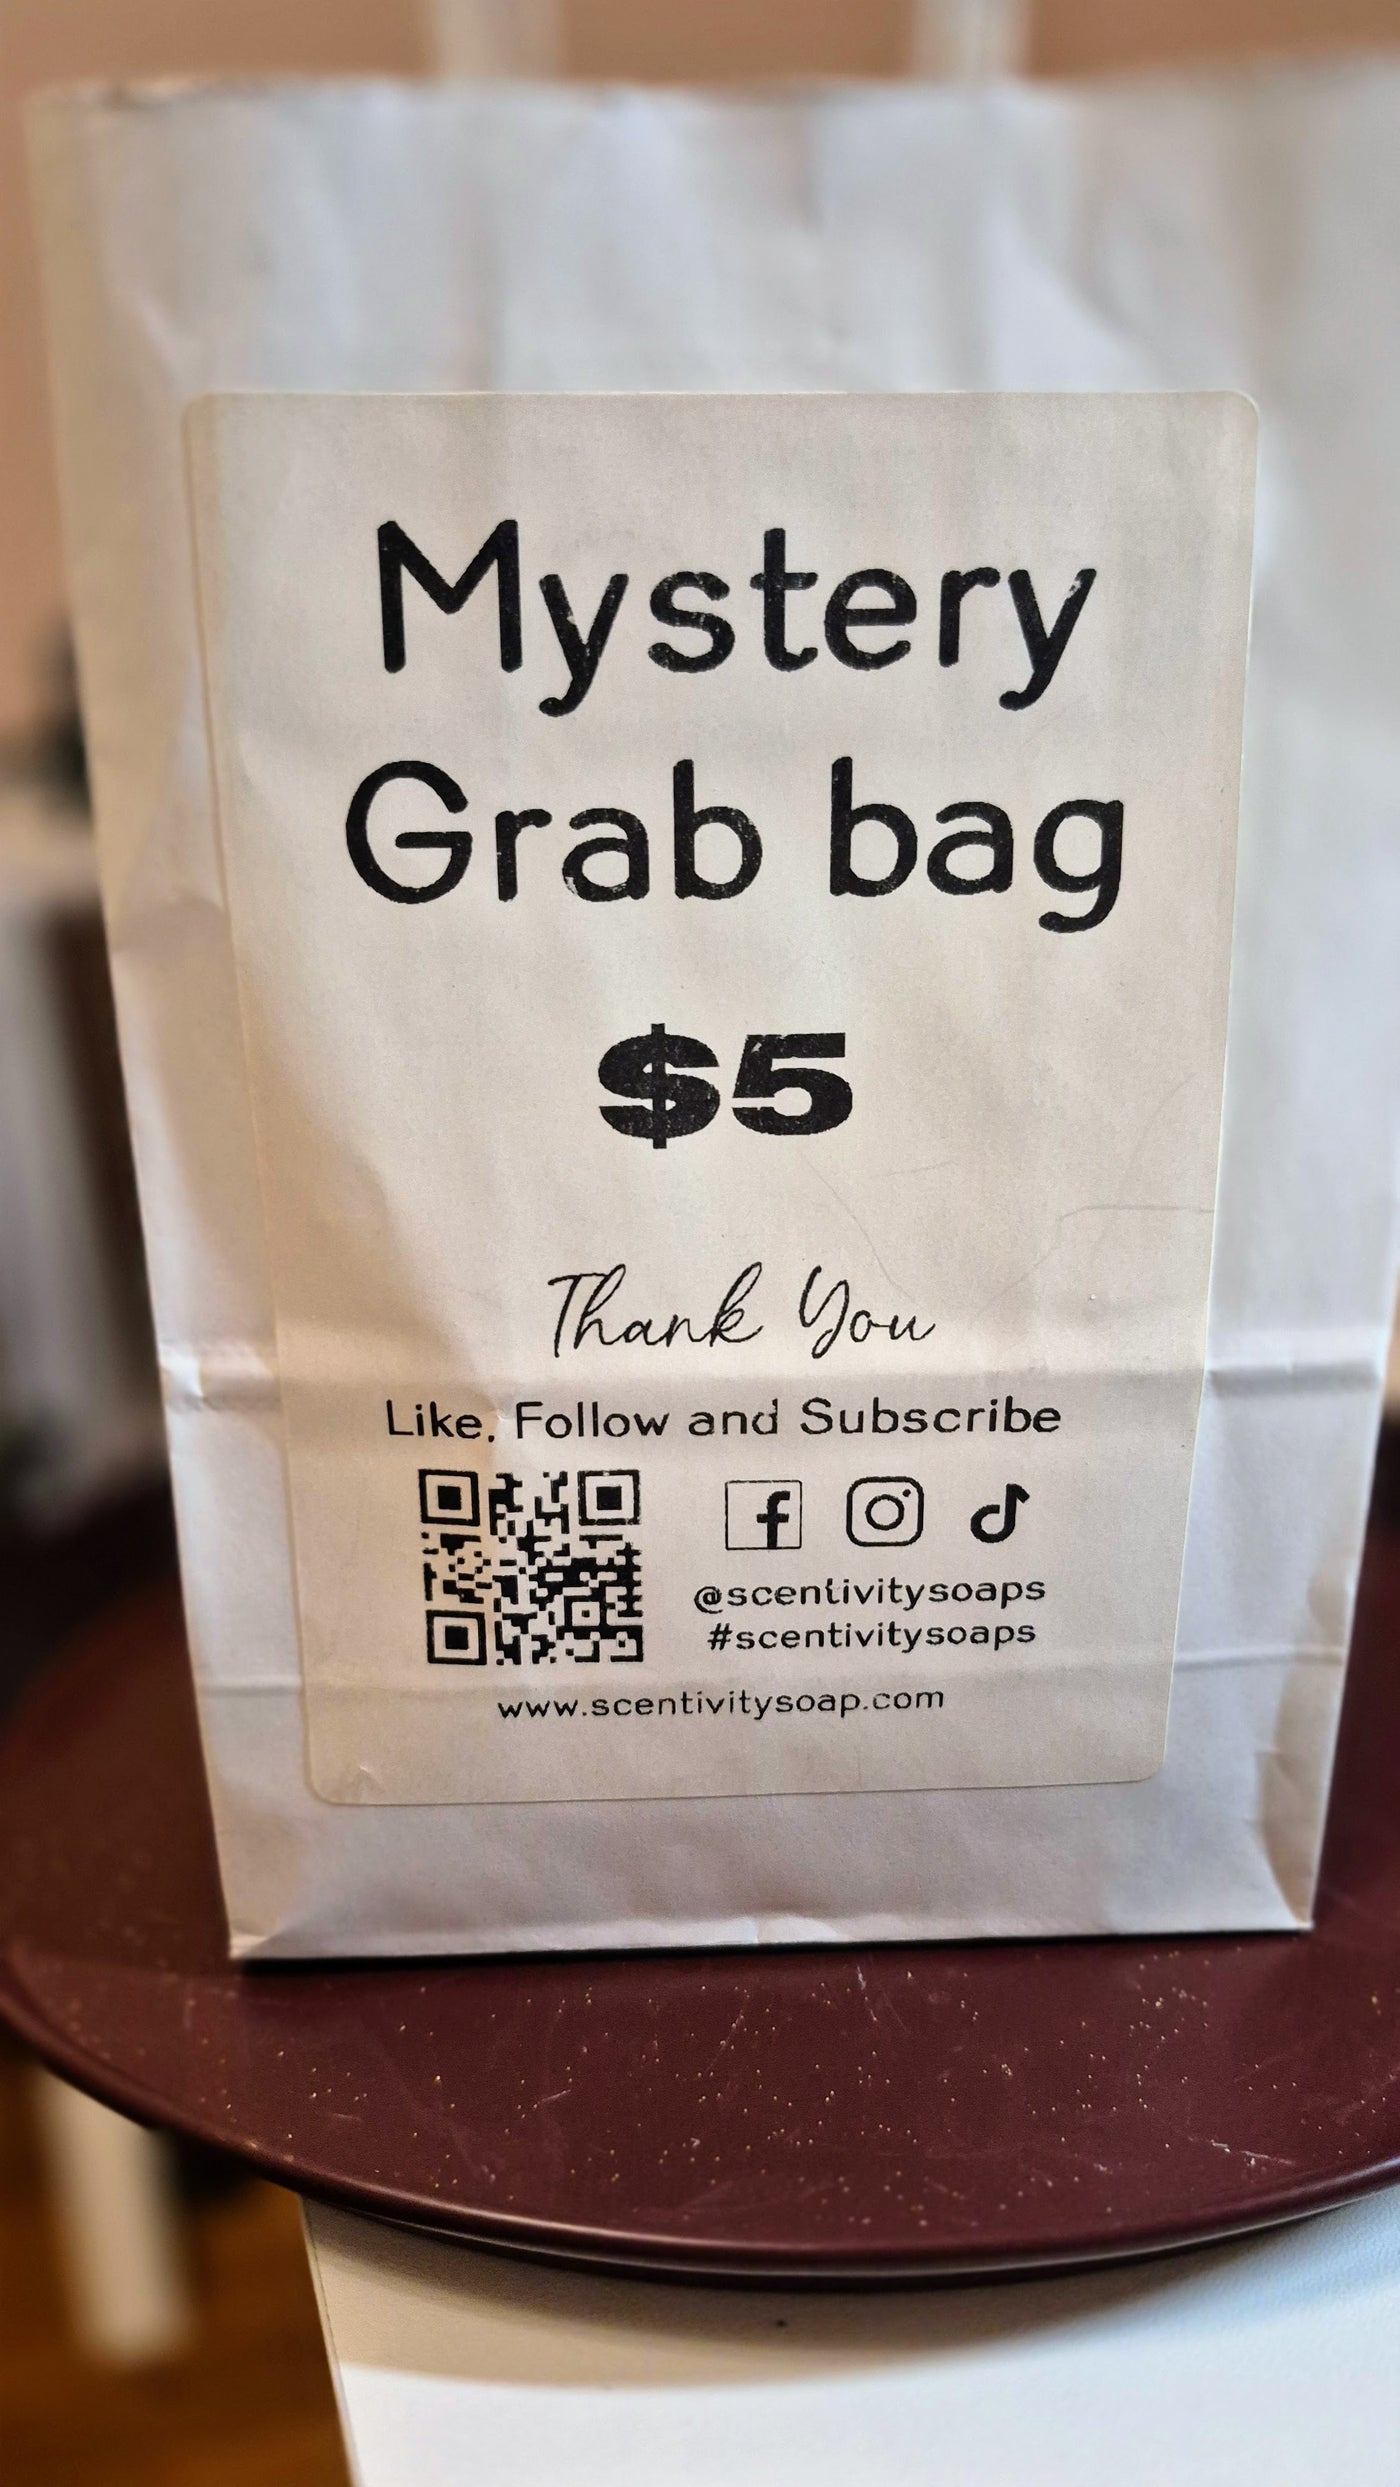 Mystery
Grab bag
$5
Thank You
Like, Follow and Subscribe
@scentivitysoaps
#scentivitysoaps
www.scentivitysoap.com